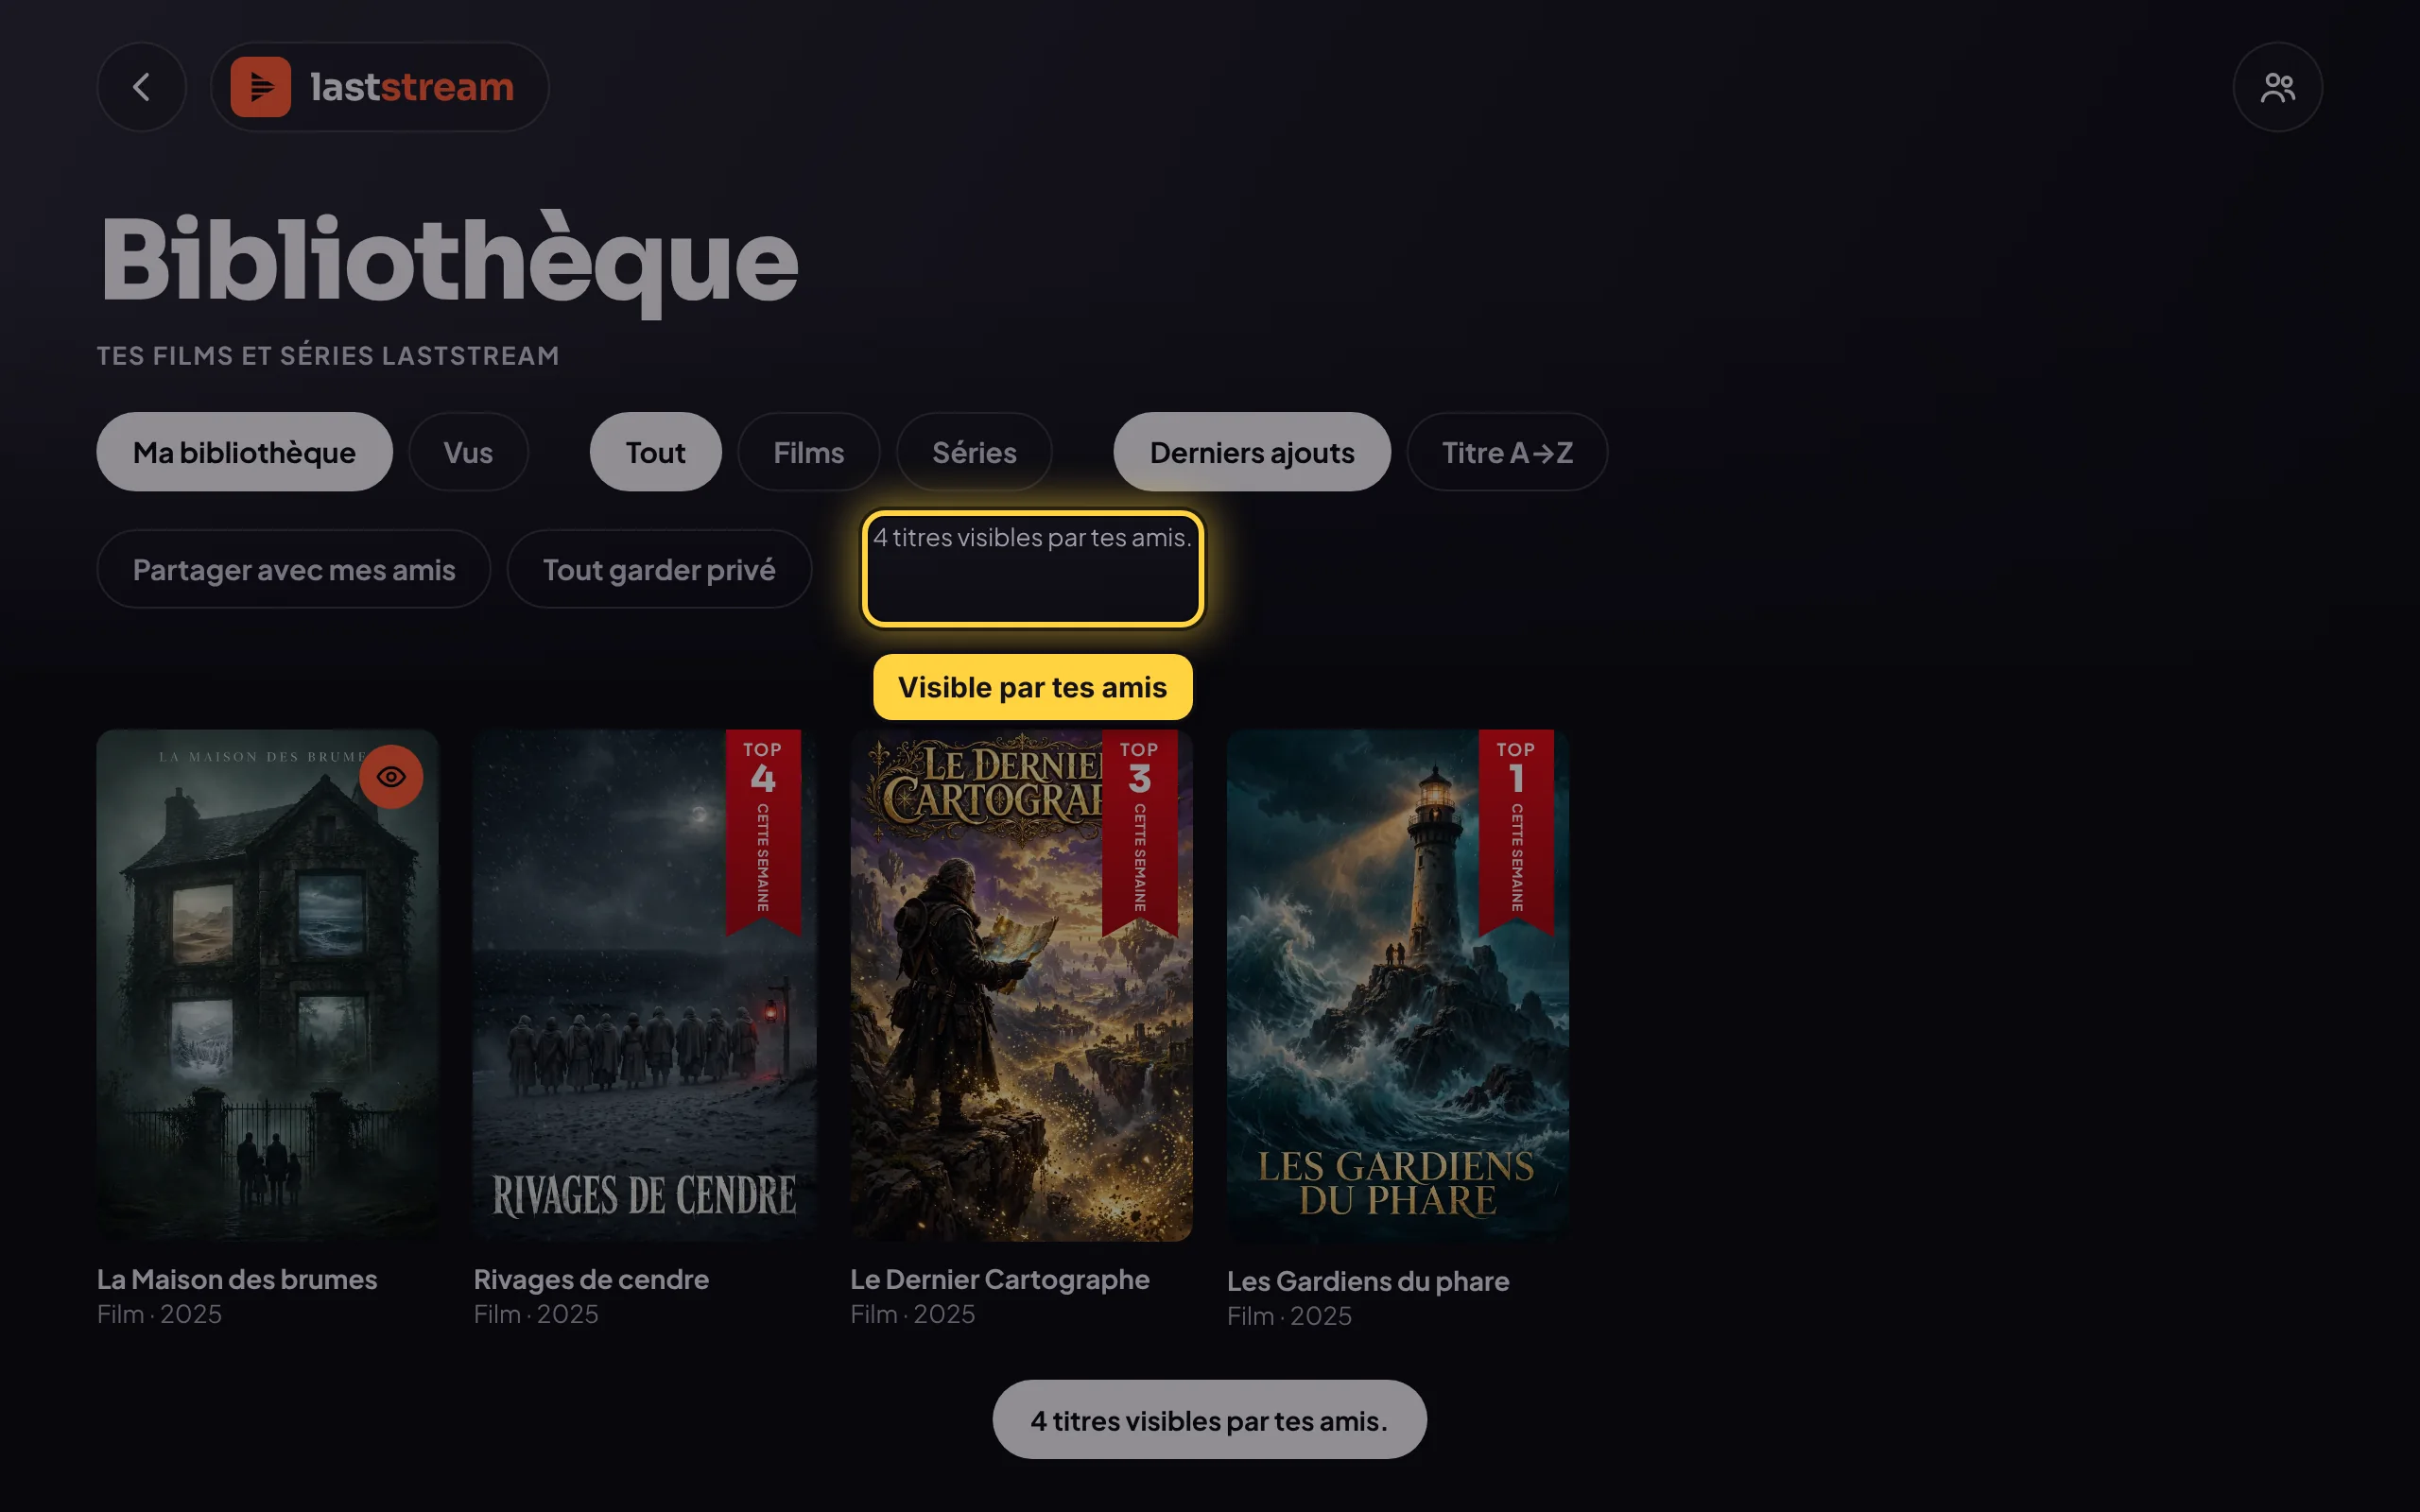 laststream
Bibliothèque
TES FILMS ET SÉRIES LASTSTREAM
Ma bibliothèque
Vus
Tout
Films
Séries
Derniers ajouts
Titre A→Z
Partager avec mes amis
Tout garder privé
4 titres visibles par tes amis.
Visible par tes amis
LA MAISON DES BRUME
TOP
4
CETTE SEMAINE
RIVAGES DE CENDRE
LE DERNIE
CARTOGRA
TOP
3
CETTE SEMAINE
TOP
1
CETTE SEMAINE
LES GARDIENS
DU PHARE
La Maison des brumes
Film · 2025
Rivages de cendre
Film · 2025
Le Dernier Cartographe
Film · 2025
Les Gardiens du phare
Film · 2025
4 titres visibles par tes amis.